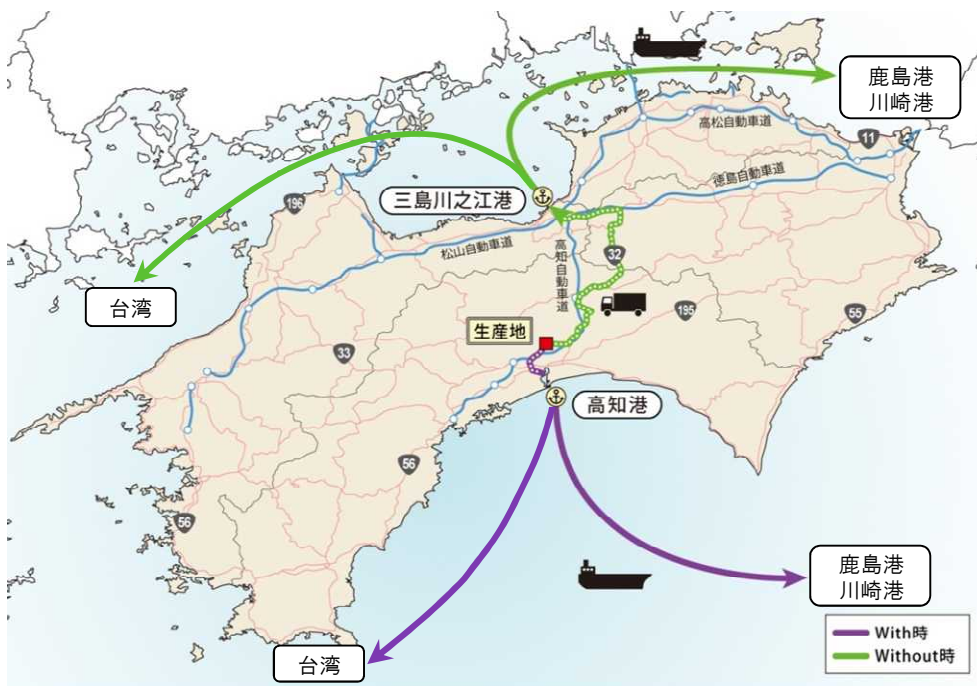 鹿島港
川崎港
高松自動車道
11
徳島自動車道
三島川之江港
196
松山自動車道
高知自動車道
32
台湾
195
55
生産地
33
高知港
56
56
鹿島港
川崎港
台湾
With時
Without時